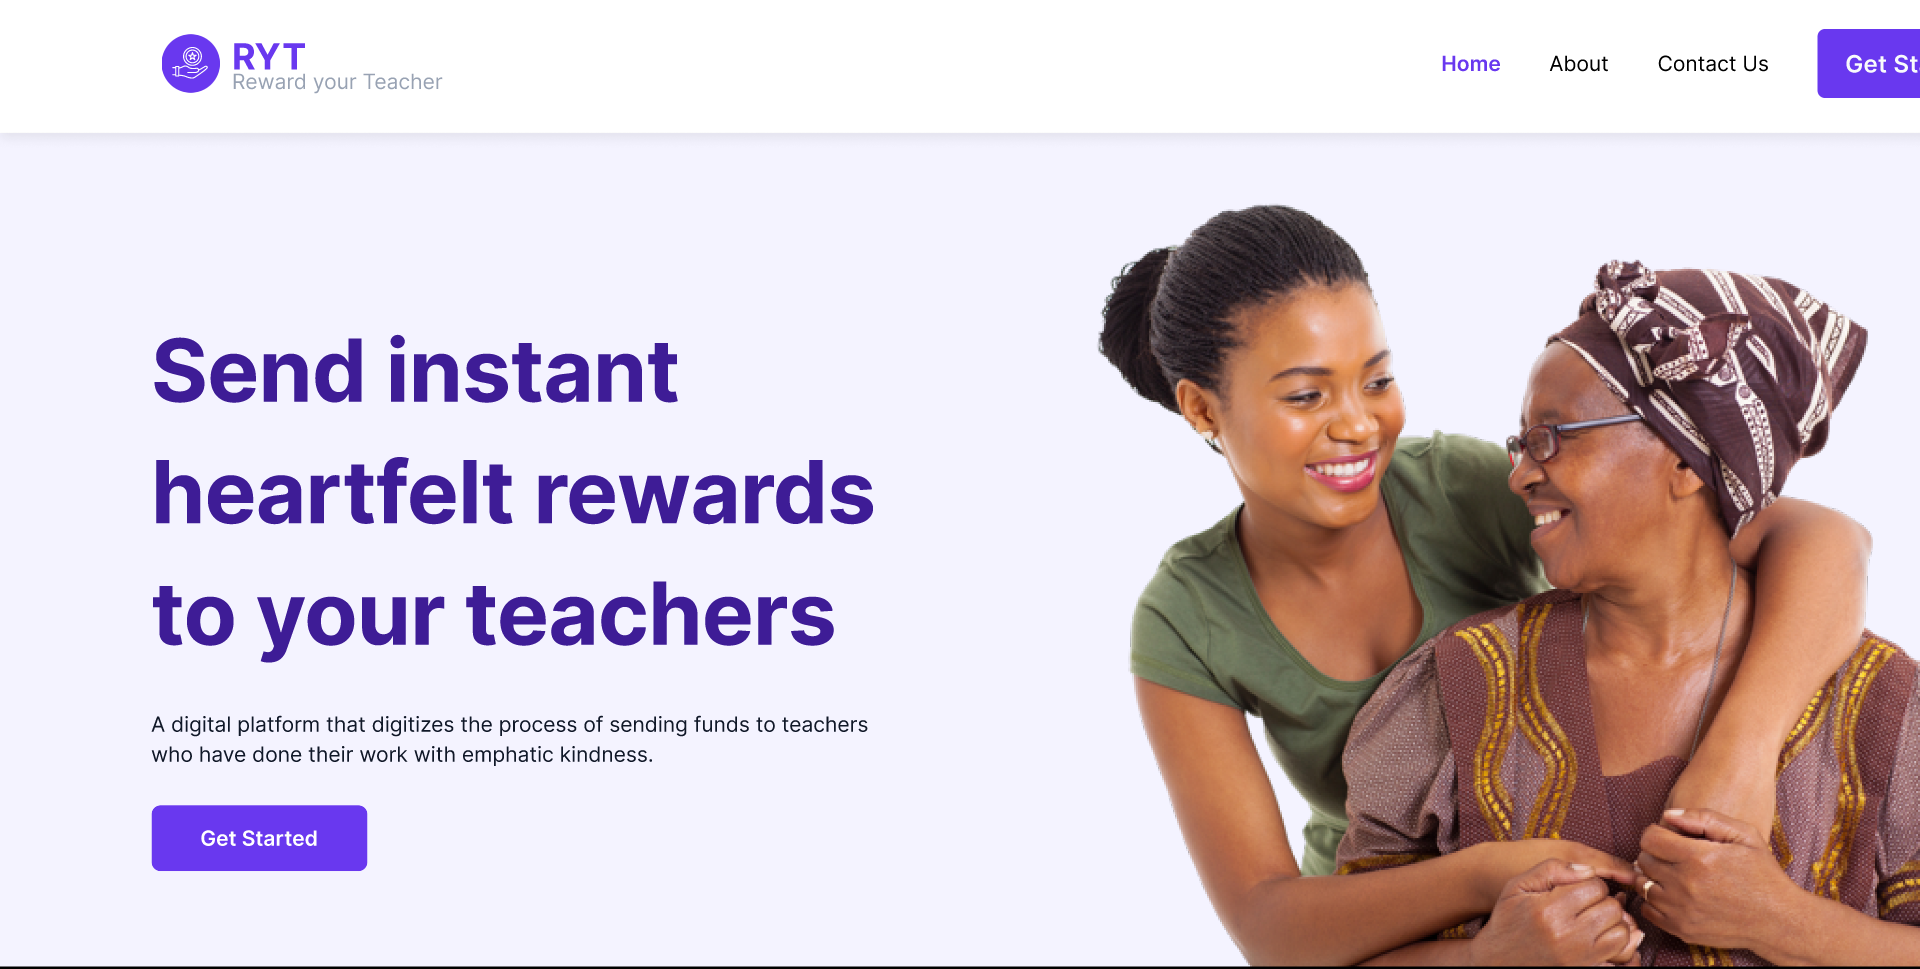 RYT
Reward your Teacher
Home
About
Contact Us
Get St
Send instant
heartfelt rewards
to your teachers
A digital platform that digitizes the process of sending funds to teachers
who have done their work with emphatic kindness.
Get Started